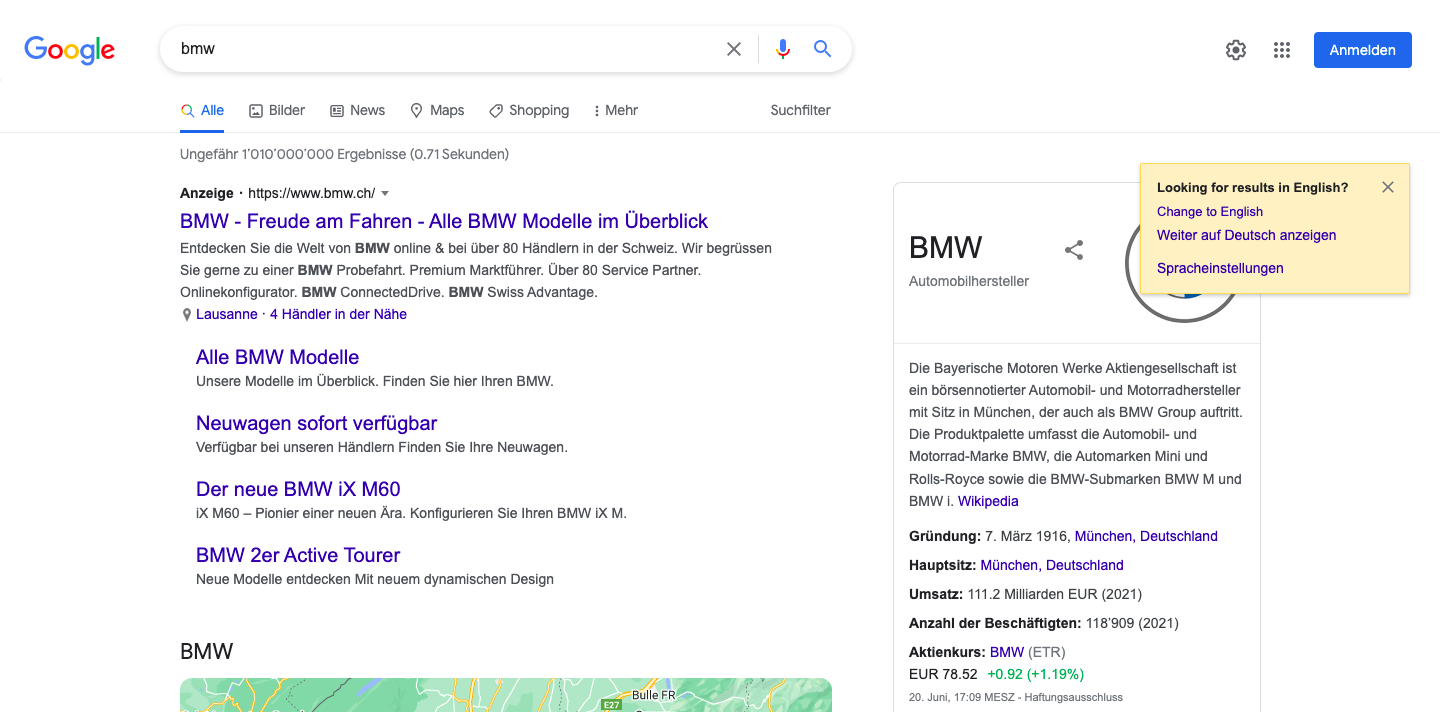 Google
bmw
Anmelden
Alle
Bilder
News
Maps
Shopping
Mehr
Suchfilter
Ungefähr 1’010’000’000 Ergebnisse (0.71 Sekunden)
Anzeige · https://www.bmw.ch/
BMW - Freude am Fahren - Alle BMW Modelle im Überblick
Entdecken Sie die Welt von BMW online & bei über 80 Händlern in der Schweiz. Wir begrüssen
Sie gerne zu einer BMW Probefahrt. Premium Marktführer. Über 80 Service Partner.
Onlinekonfigurator. BMW ConnectedDrive. BMW Swiss Advantage.
Lausanne · 4 Händler in der Nähe
Alle BMW Modelle
Unsere Modelle im Überblick. Finden Sie hier Ihren BMW.
Neuwagen sofort verfügbar
Verfügbar bei unseren Händlern Finden Sie Ihre Neuwagen.
Der neue BMW iX M60
iX M60 – Pionier einer neuen Ära. Konfigurieren Sie Ihren BMW iX M.
BMW 2er Active Tourer
Neue Modelle entdecken Mit neuem dynamischen Design
BMW
Bulle FR
E27
Looking for results in English?
Change to English
Weiter auf Deutsch anzeigen
Spracheinstellungen
BMW
Automobilhersteller
Die Bayerische Motoren Werke Aktiengesellschaft ist
ein börsennotierter Automobil- und Motorradhersteller
mit Sitz in München, der auch als BMW Group auftritt.
Die Produktpalette umfasst die Automobil- und
Motorrad-Marke BMW, die Automarken Mini und
Rolls-Royce sowie die BMW-Submarken BMW M und
BMW i. Wikipedia
Gründung: 7. März 1916, München, Deutschland
Hauptsitz: München, Deutschland
Umsatz: 111.2 Milliarden EUR (2021)
Anzahl der Beschäftigten: 118’909 (2021)
Aktienkurs: BMW (ETR)
EUR 78.52 +0.92 (+1.19%)
20. Juni, 17:09 MESZ - Haftungsausschluss